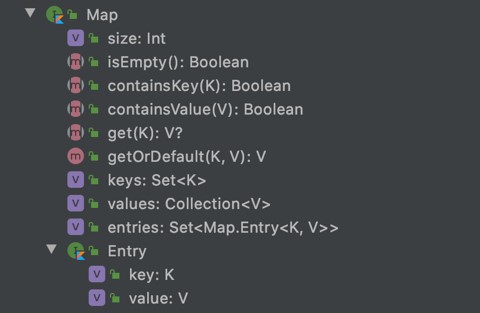 Map
size: Int
isEmpty(): Boolean
containsKey(K): Boolean
containsValue(V): Boolean
get(K): V?
getOrDefault(K, V): V
keys: Set<K>
values: Collection<V>
entries: Set<Map.Entry<K, V>>
Entry
key: K
value: V